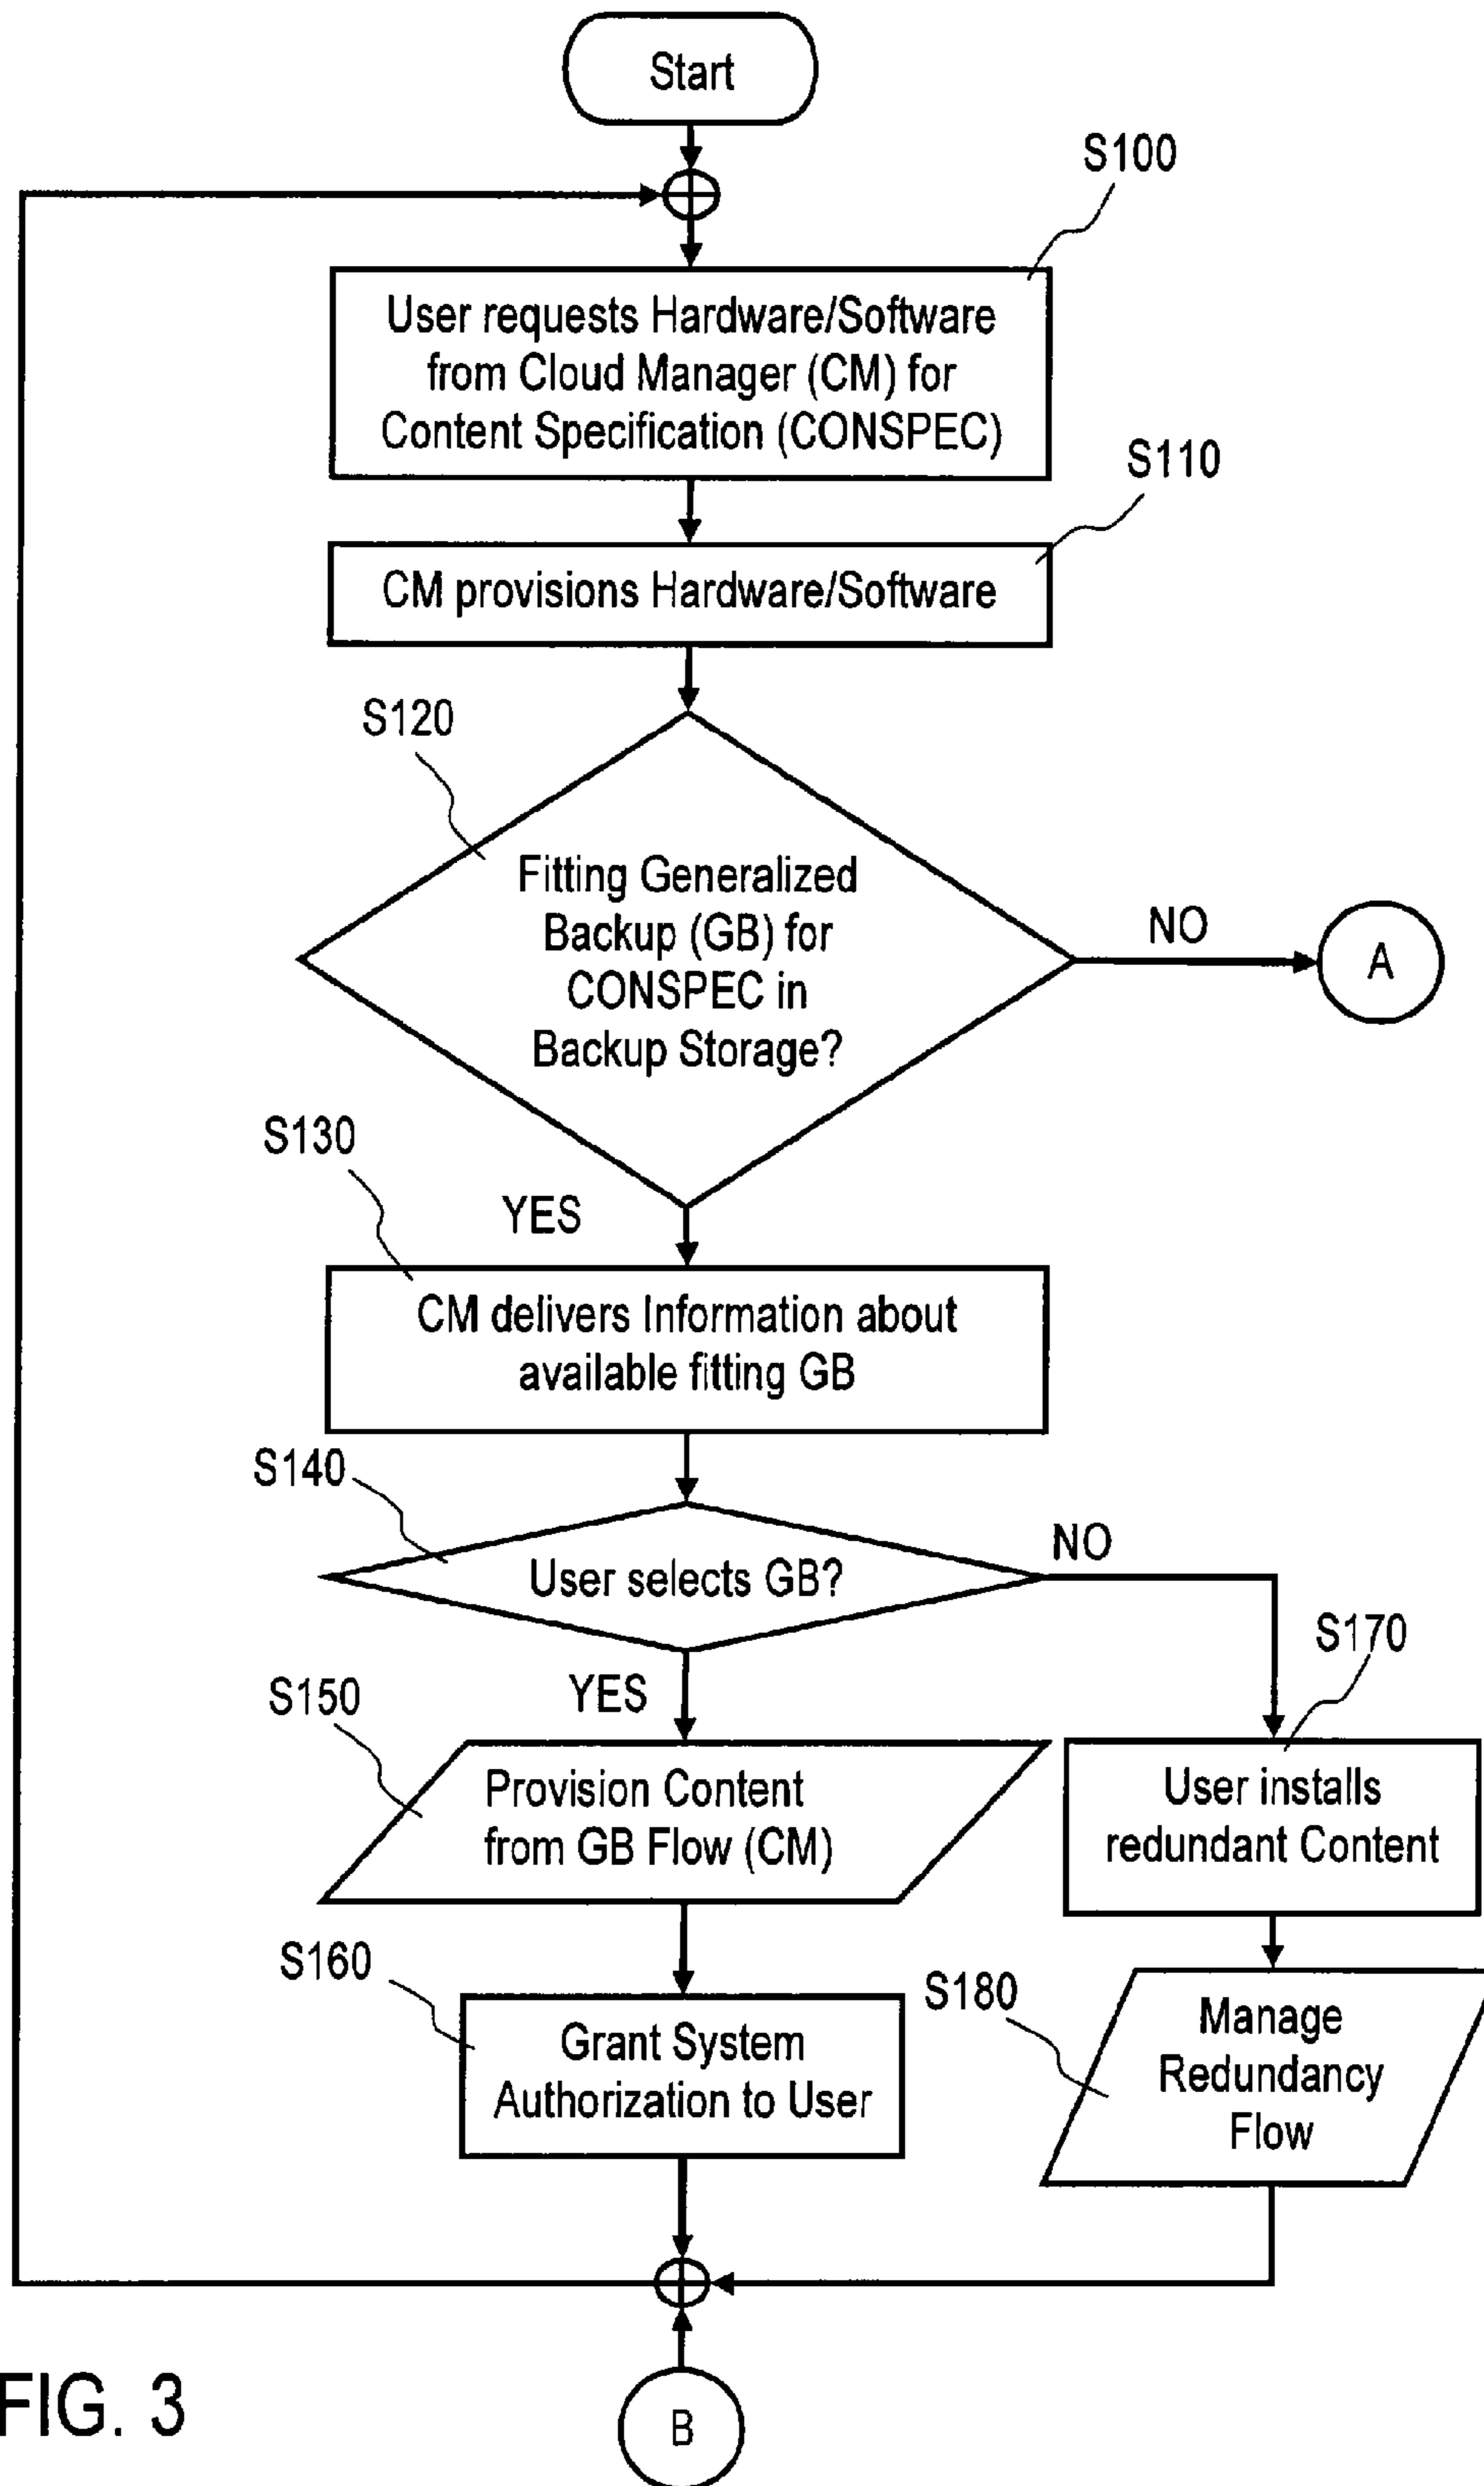 Start
S100
User requests Hardware/Software
from Cloud Manager (CM) for
Content Specification (CONSPEC)
S110
CM provisions Hardware/Software
S120
Fitting Generalized
Backup (GB) for
CONSPEC in
Backup Storage?
NO
A
S130
YES
CM delivers Information about
available fitting GB
S140
User selects GB?
NO
S170
S150
YES
Provision Content
from GB Flow (CM)
User installs
redundant Content
S160
Grant System
Authorization to User
S180
Manage
Redundancy
Flow
B
FIG. 3